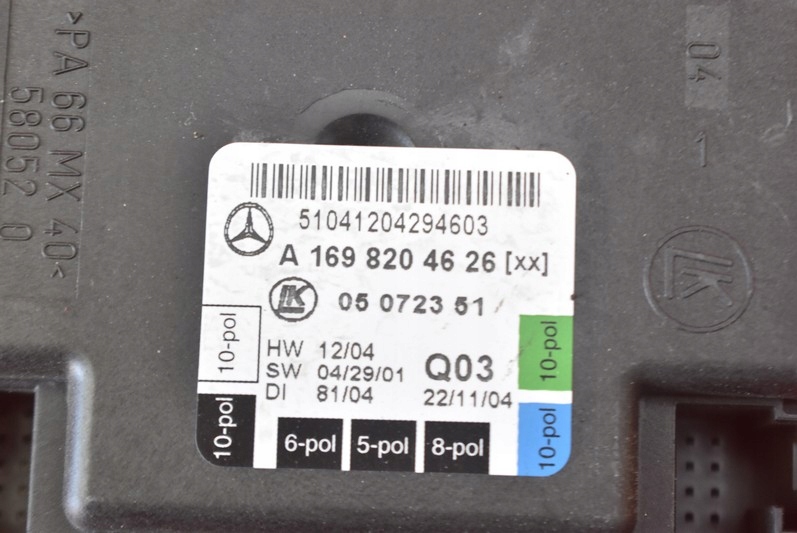 >PA 66 MX 40<
58052 0
04
1
51041204294603
A 169 820 46 26 [xx]
LK 05 0723 51
HW 12/04
SW 04/29/01
DI 81/04
Q03
22/11/04
10-pol
10-pol
6-pol
5-pol
8-pol
10-pol
10-pol
LK